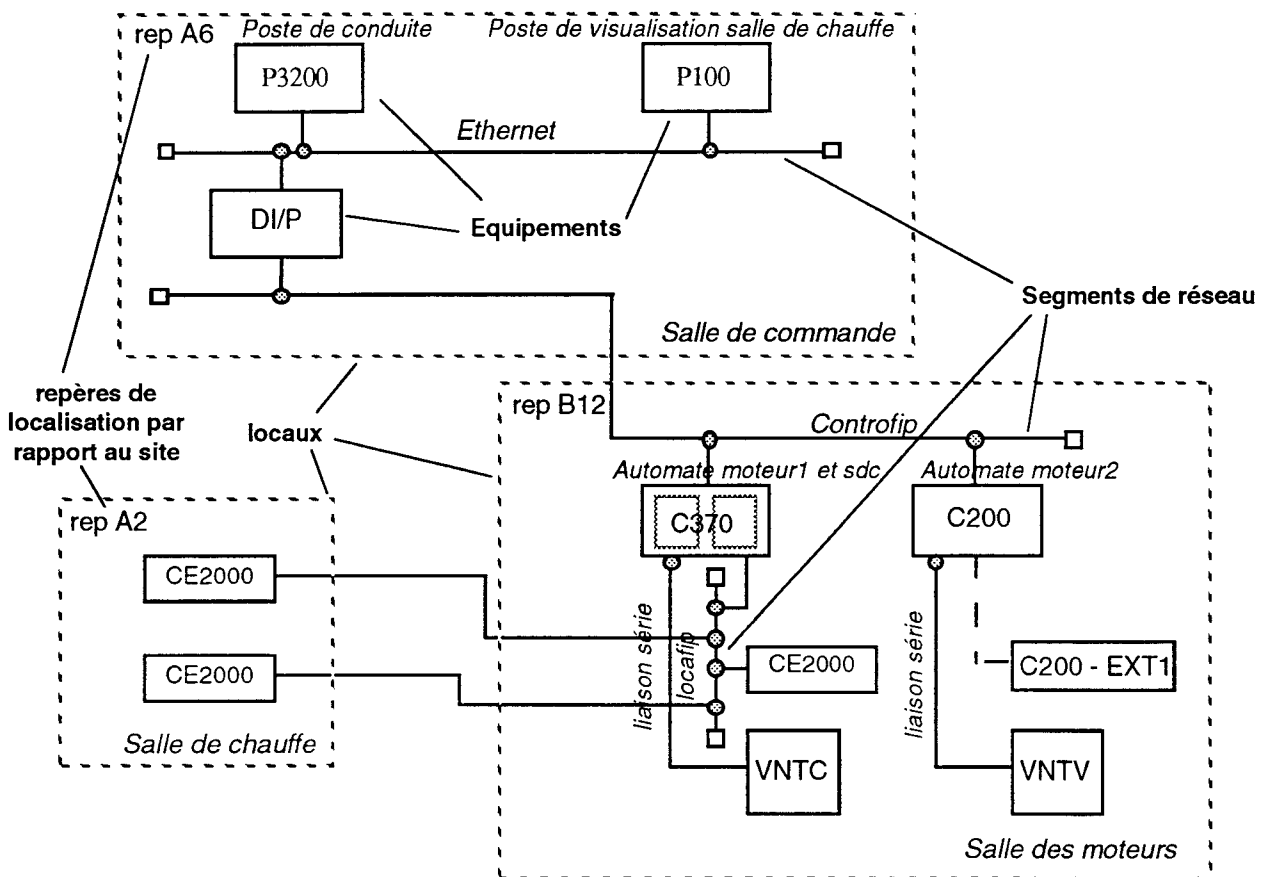 rep A6
Poste de conduite
Poste de visualisation salle de chauffe
P3200
P100
Ethernet
DI/P
Equipements
Segments de réseau
Salle de commande
repères de
localisation par
rapport au site
locaux
rep B12
Controfip
Automate moteur1 et sdc
Automate moteur2
rep A2
C370
C200
CE2000
CE2000
liaison série
locafip
CE2000
liaison série
C200 - EXT1
Salle de chauffe
VNTC
VNTV
Salle des moteurs